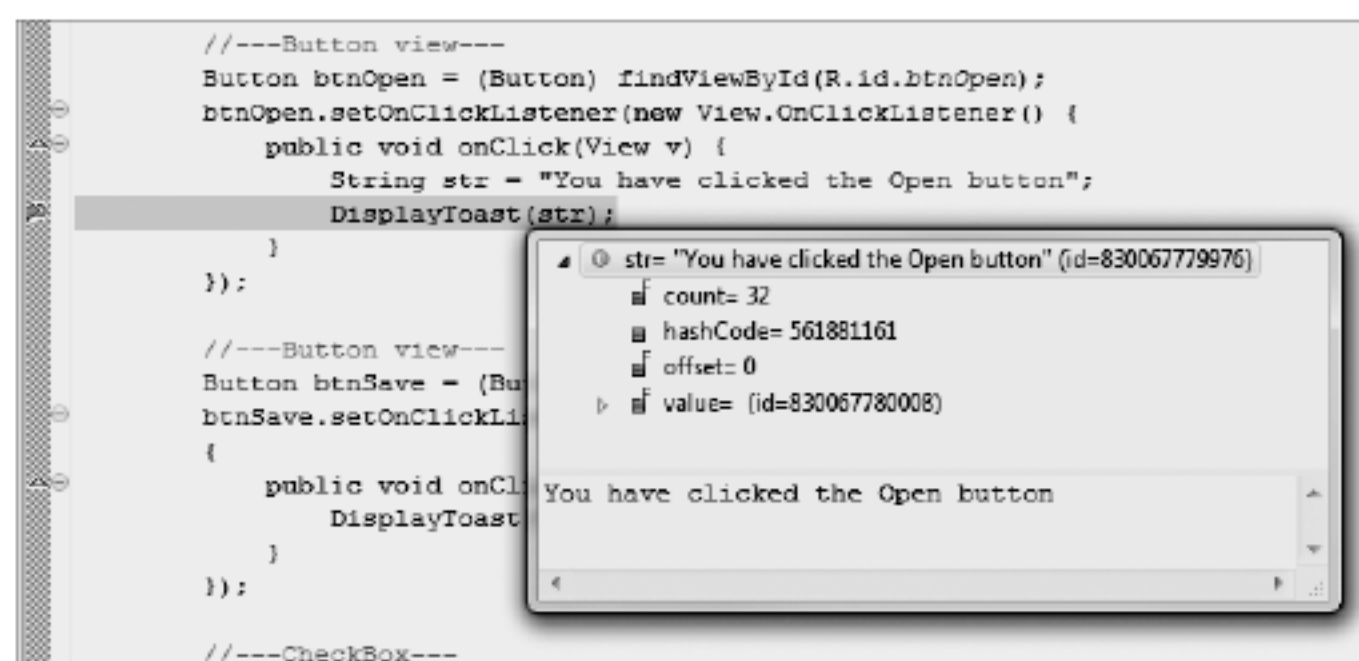 //---Button view---
Button btnOpen = (Button) findViewById(R.id.btnOpen);
btnOpen.setOnClickListener(new View.OnClickListener() {
public void onClick(View v) {
String str = "You have clicked the Open button";
DisplayToast(str);
}
});
//---Button view---
Button btnSave = (Bu
btnSave.setOnClickLi
{
public void onCl
DisplayToast
}
});
//---CheckBox---
str= "You have clicked the Open button" (id=830067779976)
count= 32
hashCode= 561881161
offset= 0
value= (id=830067780008)
You have clicked the Open button